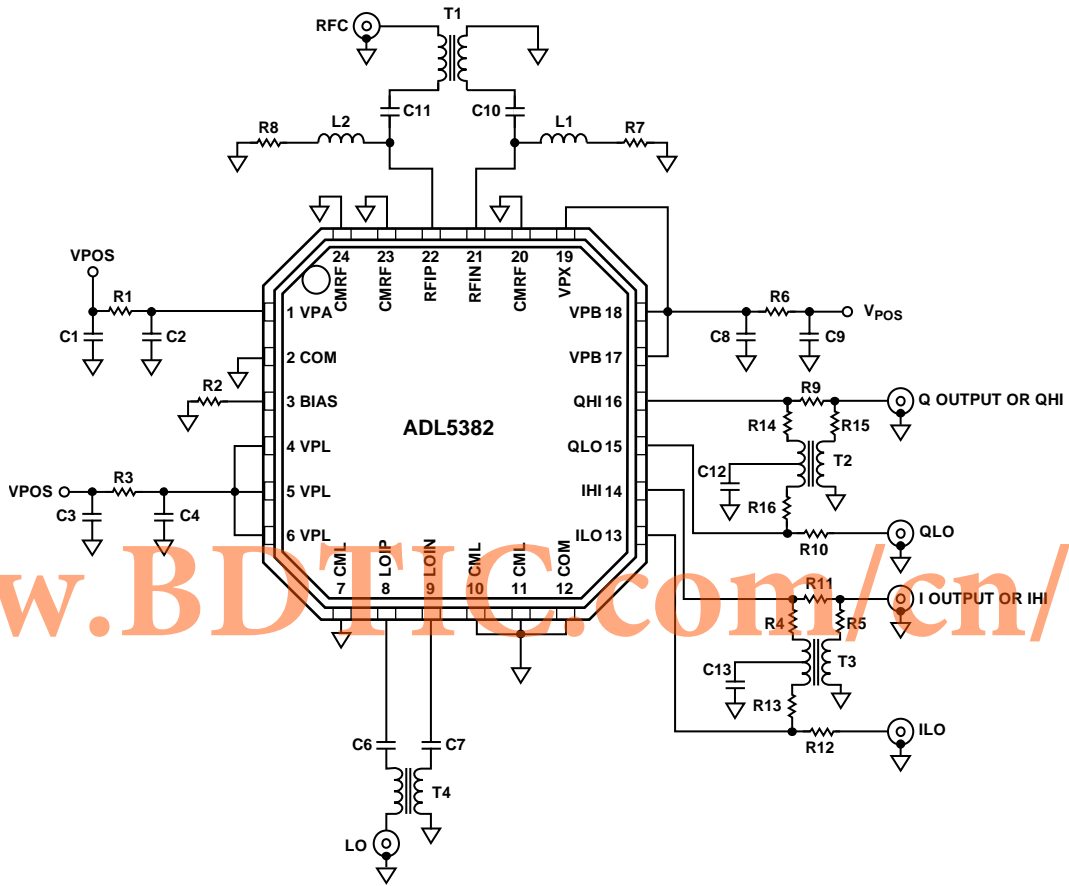 T1
RFC
C11
C10
R8
L2
L1
R7
24 CMRF
23 CMRF
22 RFIP
21 RFIN
20 CMRF
19 VPX
VPOS
R1
C1
C2
1 VPA
2 COM
R2
3 BIAS
4 VPL
VPOS
R3
5 VPL
C3
C4
6 VPL
ADL5382
VPB 18
R6
VPOS
C8
C9
VPB 17
QHI 16
R9
Q OUTPUT OR QHI
R14
R15
QLO 15
T2
C12
IHI 14
R16
ILO 13
R10
QLO
CML 7
LOIP 8
LOIN 9
CML 10
CML 11
COM 12
R11
I OUTPUT OR IHI
R4
R5
C13
T3
R13
R12
ILO
C6
C7
T4
LO
w.BDTIC.com/cn/